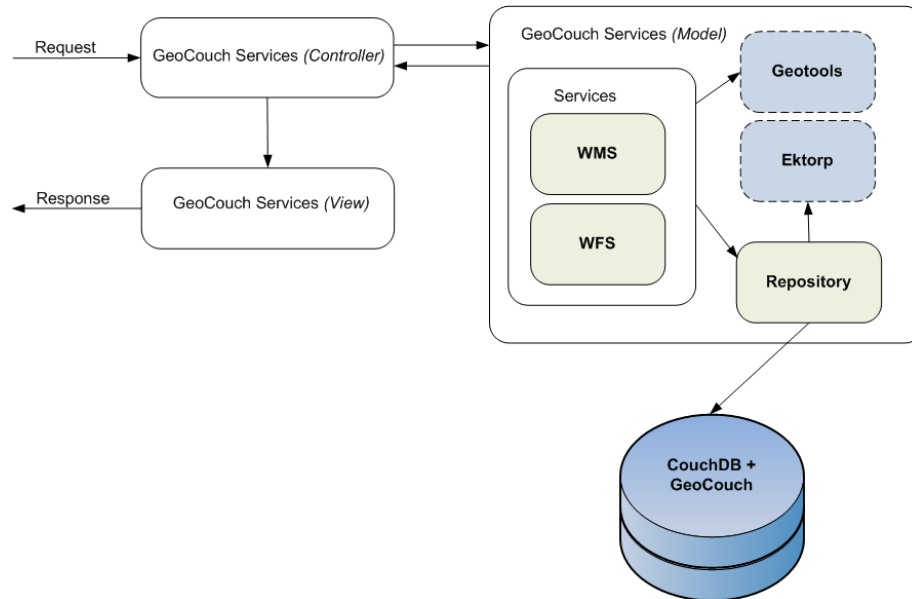 Request
GeoCouch Services (Controller)
GeoCouch Services (Model)
Services
WMS
WFS
Geotools
Ektorp
Repository
Response
GeoCouch Services (View)
CouchDB +
GeoCouch